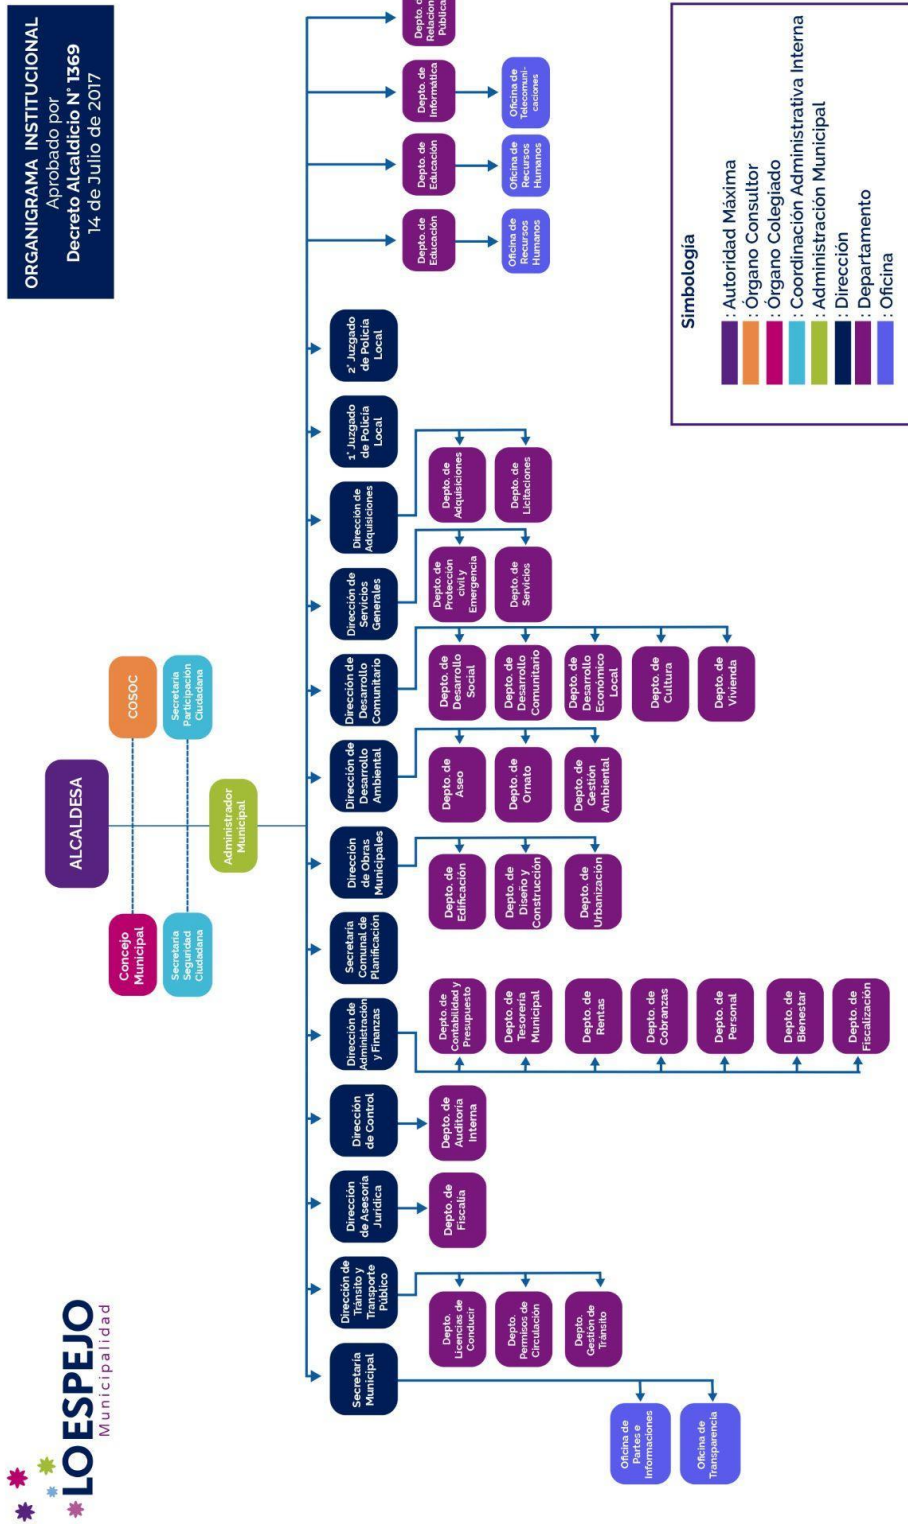 LOESPEJO
Municipalidad
ORGANIGRAMA INSTITUCIONAL
Aprobado por
Decreto Alcaldicio N° 1369
14 de Julio de 2017
ALCALDESA
Concejo
Municipal
COSOC
Secretaria
Seguridad
Ciudadana
Secretaria
Participación
Ciudadana
Administrador
Municipal
Secretaria
Municipal
Dirección de
Tránsito y
Transporte
Público
Dirección
de Asesoria
Jurídica
Dirección
de Control
Dirección de
Administración
y Finanzas
Secretaria
Comunal de
Planificación
Dirección
de Obras
Municipales
Dirección de
Desarrollo
Ambiental
Dirección de
Desarrollo
Comunitario
Dirección de
Servicios
Generales
Dirección de
Adquisiciones
1° Juzgado
de Policía
Local
2° Juzgado
de Policía
Local
Oficina de
Partes e
Informaciones
Oficina de
Transparencia
Depto.
Licencias de
Conducir
Depto.
Permisos de
Circulación
Depto.
Gestión de
Tránsito
Depto. de
Fiscalía
Depto. de
Auditoria
Interna
Depto. de
Contabilidad y
Presupuesto
Depto. de
Tesorería
Municipal
Depto. de
Rentas
Depto. de
Cobranzas
Depto. de
Personal
Depto. de
Bienestar
Depto. de
Fiscalización
Depto. de
Edificación
Depto. de
Diseño y
Construcción
Depto. de
Urbanización
Depto. de
Aseo
Depto. de
Ornato
Depto. de
Gestión
Ambiental
Depto. de
Desarrollo
Social
Depto. de
Desarrollo
Comunitario
Depto. de
Desarrollo
Económico
Local
Depto. de
Cultura
Depto. de
Vivienda
Depto. de
Protección
civil y
Emergencia
Depto. de
Servicios
Depto. de
Adquisiciones
Depto. de
Licitaciones
Depto. de
Educación
Oficina de
Recursos
Humanos
Depto. de
Educación
Oficina de
Recursos
Humanos
Depto. de
Informática
Oficina de
Telecomuni-
caciones
Depto. 
Simbología
: Autoridad Máxima
: Órgano Consultor
: Órgano Colegiado
: Coordinación Administrativa Interna
: Administración Municipal
: Dirección
: Departamento
: Oficina